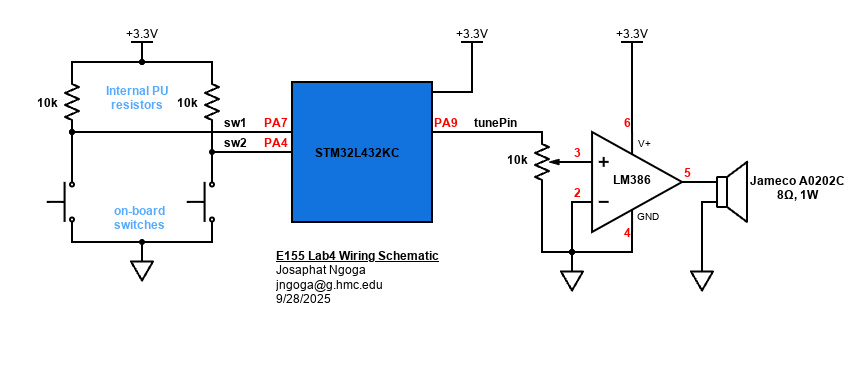 +3.3V
+3.3V
+3.3V
Internal PU
resistors
10k
10k
sw1
PA7
sw2
PA4
STM32L432KC
PA9
tunePin
10k
6
V+
3
+
2
−
LM386
5
GND
4
Jameco A0202C
8Ω, 1W
on-board
switches
E155 Lab4 Wiring Schematic
Josaphat Ngoga
jngoga@g.hmc.edu
9/28/2025